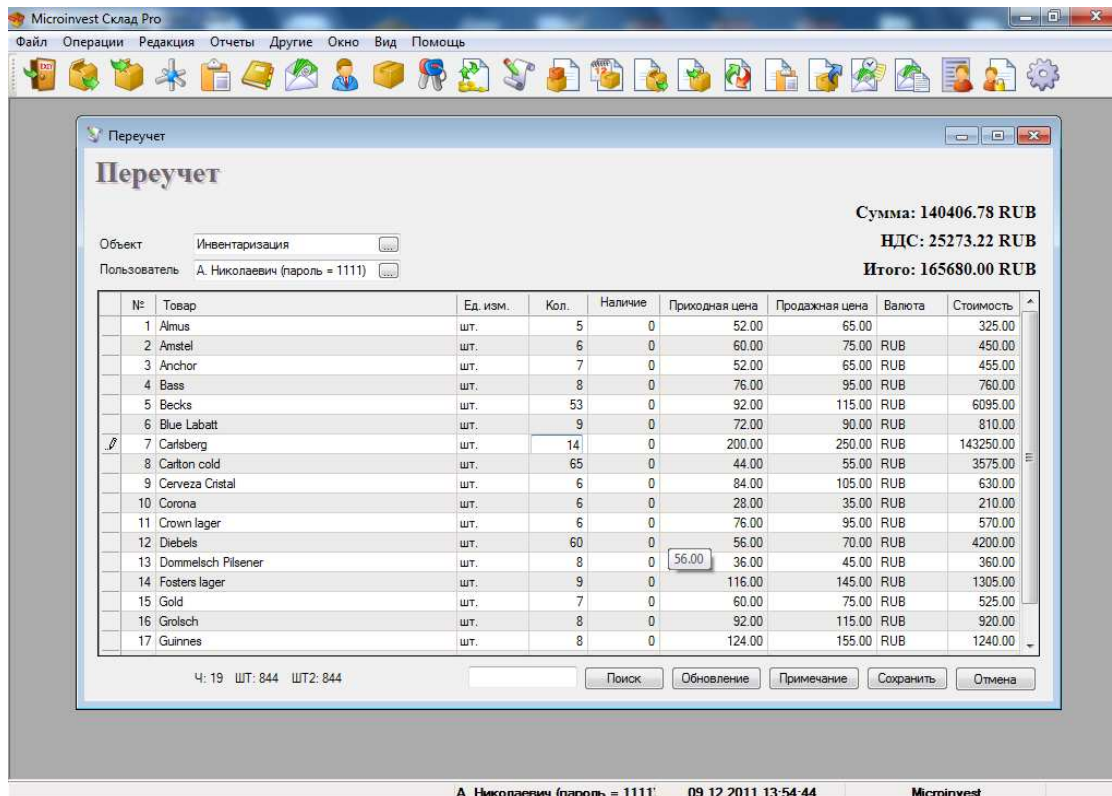 Microinvest Склад Pro
Файл Операции Редакция Отчеты Другие Окно Вид Помощь
Переучет
Переучет
Сумма: 140406.78 RUB
Объект Инвентаризация ... НДС: 25273.22 RUB
Пользователь А. Николаевич (пароль = 1111) ... Итого: 165680.00 RUB
№ Товар Ед. изм. Кол. Наличие Приходная цена Продажная цена Валюта Стоимость
1 Almus шт. 5 0 52.00 65.00 325.00
2 Amstel шт. 6 0 60.00 75.00 RUB 450.00
3 Anchor шт. 7 0 52.00 65.00 RUB 455.00
4 Bass шт. 8 0 76.00 95.00 RUB 760.00
5 Becks шт. 53 0 92.00 115.00 RUB 6095.00
6 Blue Labatt шт. 9 0 72.00 90.00 RUB 810.00
7 Carlsberg шт. 14 0 200.00 250.00 RUB 143250.00
8 Carlton cold шт. 65 0 44.00 55.00 RUB 3575.00
9 Cerveza Cristal шт. 6 0 84.00 105.00 RUB 630.00
10 Corona шт. 6 0 28.00 35.00 RUB 210.00
11 Crown lager шт. 6 0 76.00 95.00 RUB 570.00
12 Diebels шт. 60 0 56.00 70.00 RUB 4200.00
13 Dommelsch Pilsener шт. 8 0 56.00 36.00 45.00 RUB 360.00
14 Fosters lager шт. 9 0 116.00 145.00 RUB 1305.00
15 Gold шт. 7 0 60.00 75.00 RUB 525.00
16 Grolsch шт. 8 0 92.00 115.00 RUB 920.00
17 Guinnes шт. 8 0 124.00 155.00 RUB 1240.00
Ч: 19 ШТ: 844 ШТ2: 844 Поиск Обновление Примечание Сохранить Отмена
А. Николаевич (пароль = 1111) 09.12.2011 13:54:44 Microinvest